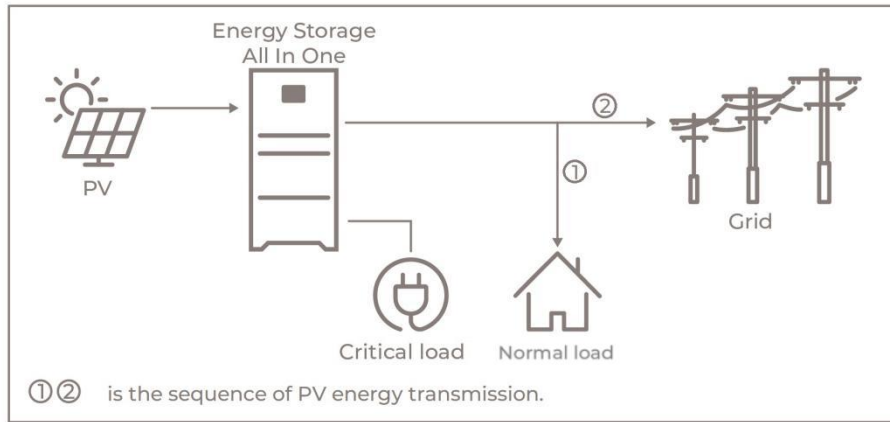 Energy Storage
All In One
②
①
PV
Grid
Critical load
Normal load
①② is the sequence of PV energy transmission.